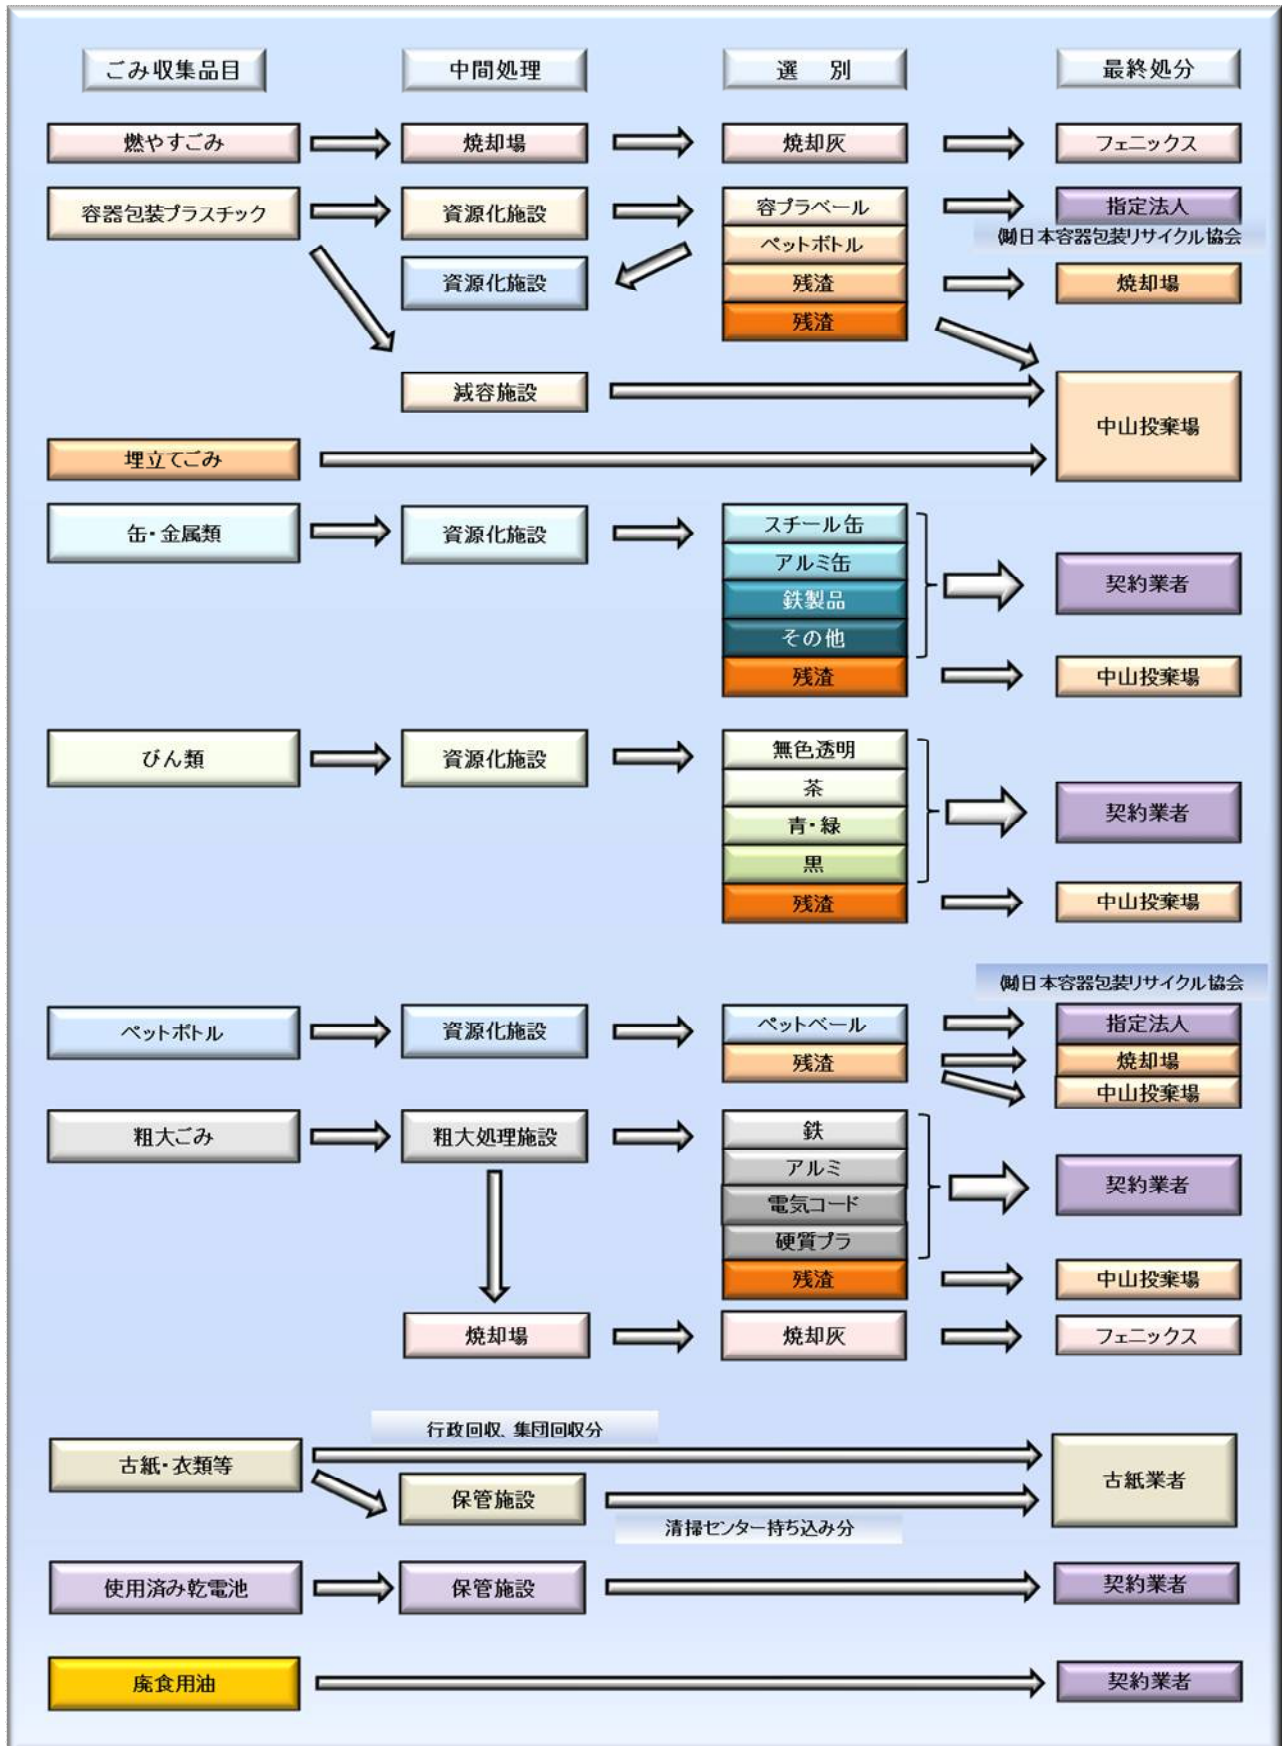 ごみ収集品目
中間処理
選 別
最終処分
燃やすごみ
焼却場
焼却灰
フェニックス
容器包装プラスチック
資源化施設
容プラベール
指定法人
㈶日本容器包装リサイクル協会
ペットボトル
資源化施設
残渣
焼却場
残渣
減容施設
中山投棄場
埋立てごみ
缶・金属類
資源化施設
スチール缶
アルミ缶
鉄製品
その他
契約業者
残渣
中山投棄場
びん類
資源化施設
無色透明
茶
青・緑
黒
契約業者
残渣
中山投棄場
㈶日本容器包装リサイクル協会
ペットボトル
資源化施設
ペットベール
指定法人
残渣
焼却場
中山投棄場
粗大ごみ
粗大処理施設
鉄
アルミ
電気コード
硬質プラ
契約業者
残渣
中山投棄場
焼却場
焼却灰
フェニックス
行政回収、集団回収分
古紙・衣類等
保管施設
古紙業者
清掃センター持ち込み分
使用済み乾電池
保管施設
契約業者
廃食用油
契約業者